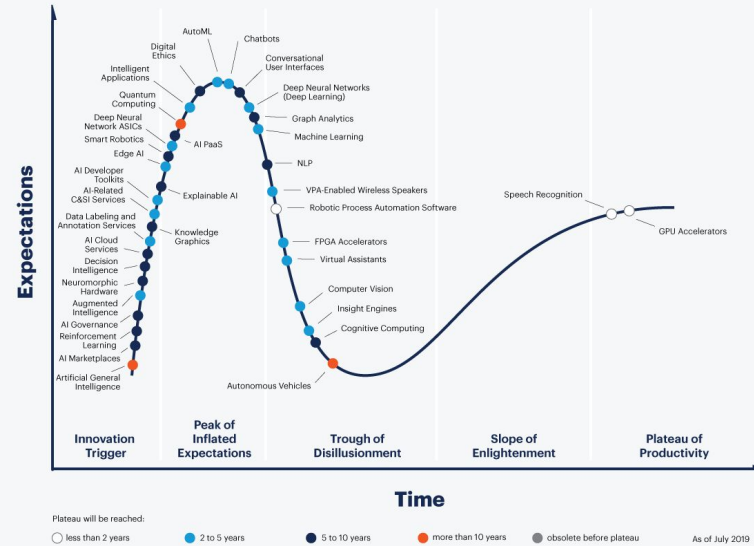 Expectations
AutoML
Chatbots
Digital
Ethics
Conversational
User Interfaces
Intelligent
Applications
Deep Neural Networks
(Deep Learning)
Quantum
Computing
Graph Analytics
Deep Neural
Network ASICs
AI PaaS
Machine Learning
Smart Robotics
Edge AI
NLP
AI Developer
Toolkits
Explainable AI
VPA-Enabled Wireless Speakers
AI-Related
C&SI Services
Robotic Process Automation Software
Speech Recognition
GPU Accelerators
Data Labeling and
Annotation Services
Knowledge
Graphics
FPGA Accelerators
AI Cloud
Services
Virtual Assistants
Decision
Intelligence
Neuromorphic
Hardware
Computer Vision
Augmented
Intelligence
Insight Engines
AI Governance
Cognitive Computing
Reinforcement
Learning
AI Marketplaces
Artificial General
Intelligence
Autonomous Vehicles
Innovation
Trigger
Peak of
Inflated
Expectations
Trough of
Disillusionment
Slope of
Enlightenment
Plateau of
Productivity
Time
Plateau will be reached:
less than 2 years
2 to 5 years
5 to 10 years
more than 10 years
obsolete before plateau
As of July 2019